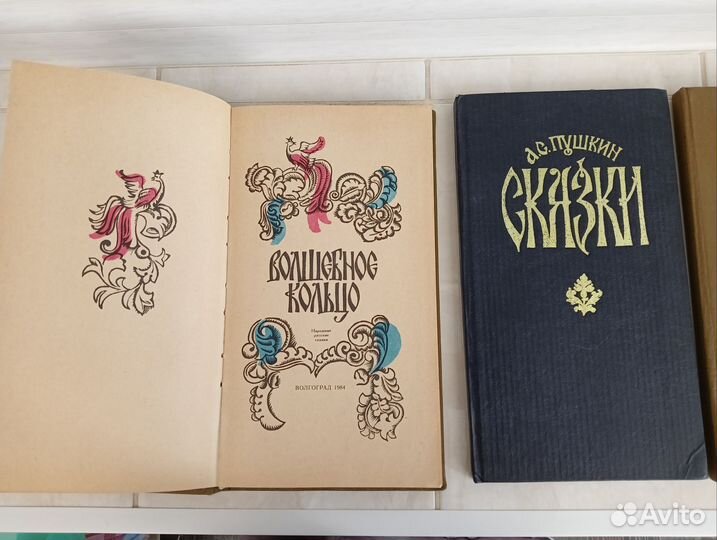 ВОЛШЕБНОЕ
КОЛЬЦО
Народные
русские
сказки
ВОЛГОГРАД 1984
А.С. ПУШКИН
СКАЗКИ
Avito